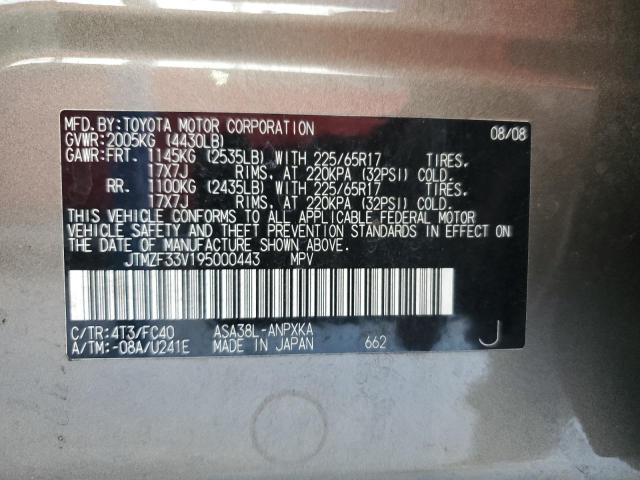 MFD.BY:TOYOTA MOTOR CORPORATION 08/08
GVWR:2005KG (4430LB)
GAWR:FRT. 1145KG (2535LB) WITH 225/65R17 TIRES.
17X7J RIMS. AT 220KPA (32PSI) COLD.
RR. 1100KG (2435LB) WITH 225/65R17 TIRES.
17X7J RIMS. AT 220KPA (32PSI) COLD.
THIS VEHICLE CONFORMS TO ALL APPLICABLE FEDERAL MOTOR
VEHICLE SAFETY AND THEFT PREVENTION STANDARDS IN EFFECT ON
THE DATE OF MANUFACTURE SHOWN ABOVE.
JTMZF33V195000443 MPV
C/TR:4T3/FC40 ASA38L-ANPXKA
A/TM:-08A/U241E MADE IN JAPAN 662 J